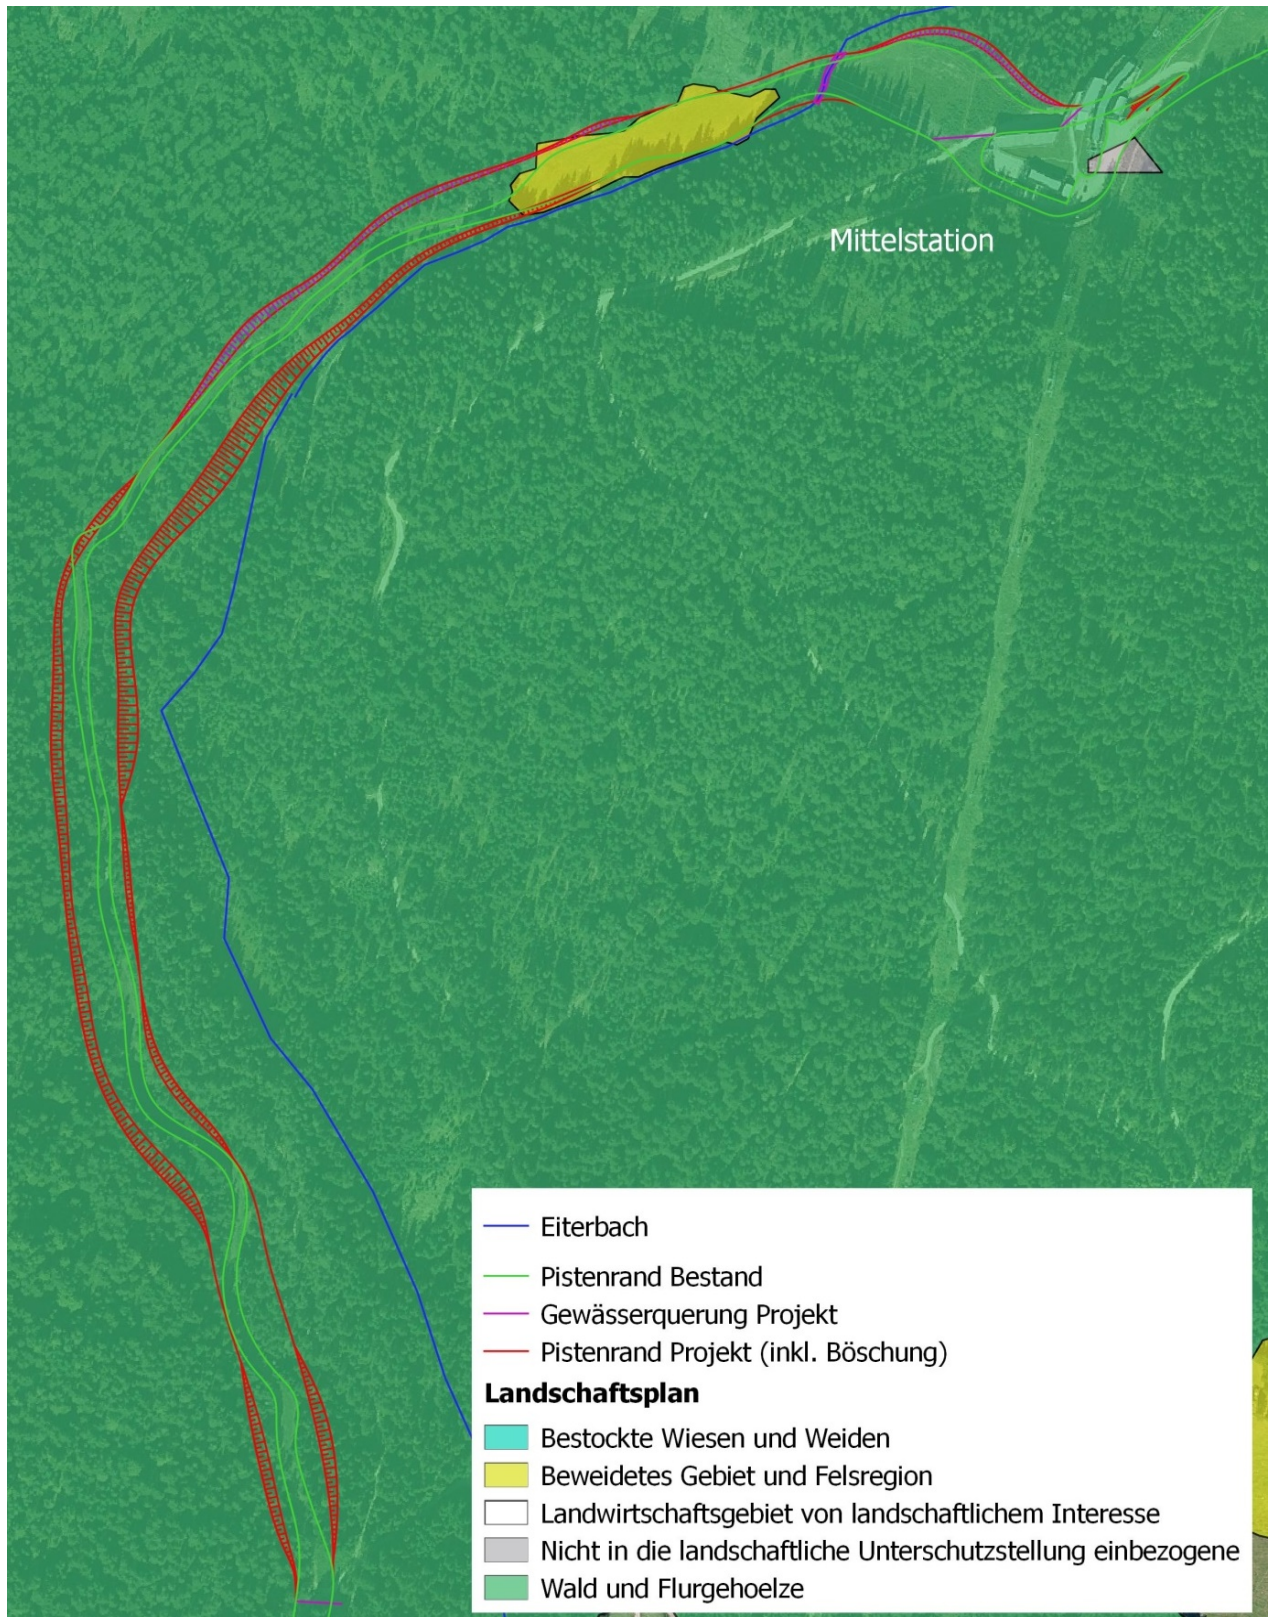 Mittelstation
Eiterbach
Pistenrand Bestand
Gewässerquerung Projekt
Pistenrand Projekt (inkl. Böschung)
Landschaftsplan
Bestockte Wiesen und Weiden
Beweidetes Gebiet und Felsregion
Landwirtschaftsgebiet von landschaftlichem Interesse
Nicht in die landschaftliche Unterschutzstellung einbezogene
Wald und Flurgehoelze